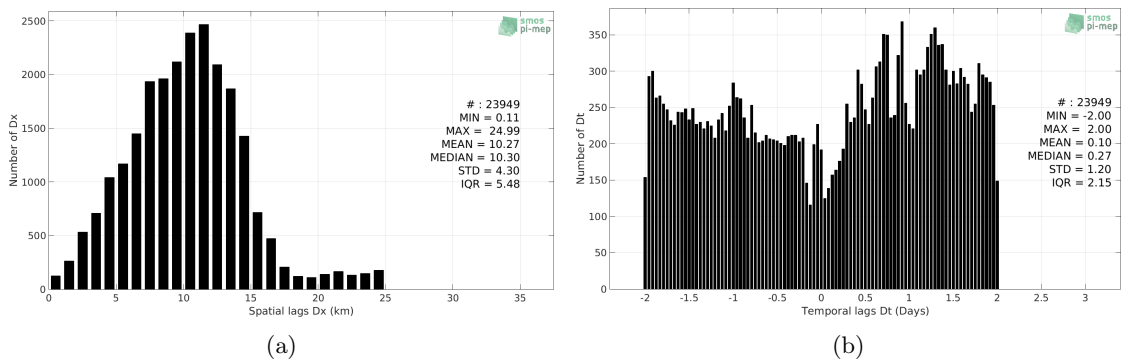 2500
2000
1500
1000
500
0
Number of Dx
0 5 10 15 20 25 30 35
Spatial lags Dx (km)
smos
pi-mep
# : 23949
MIN = 0.11
MAX = 24.99
MEAN = 10.27
MEDIAN = 10.30
STD = 4.30
IQR = 5.48
(a)
350
300
250
200
150
100
50
0
Number of Dt
-2 -1.5 -1 -0.5 0 0.5 1 1.5 2 2.5 3
Temporal lags Dt (Days)
smos
pi-mep
# : 23949
MIN = -2.00
MAX = 2.00
MEAN = 0.10
MEDIAN = 0.27
STD = 1.20
IQR = 2.15
(b)